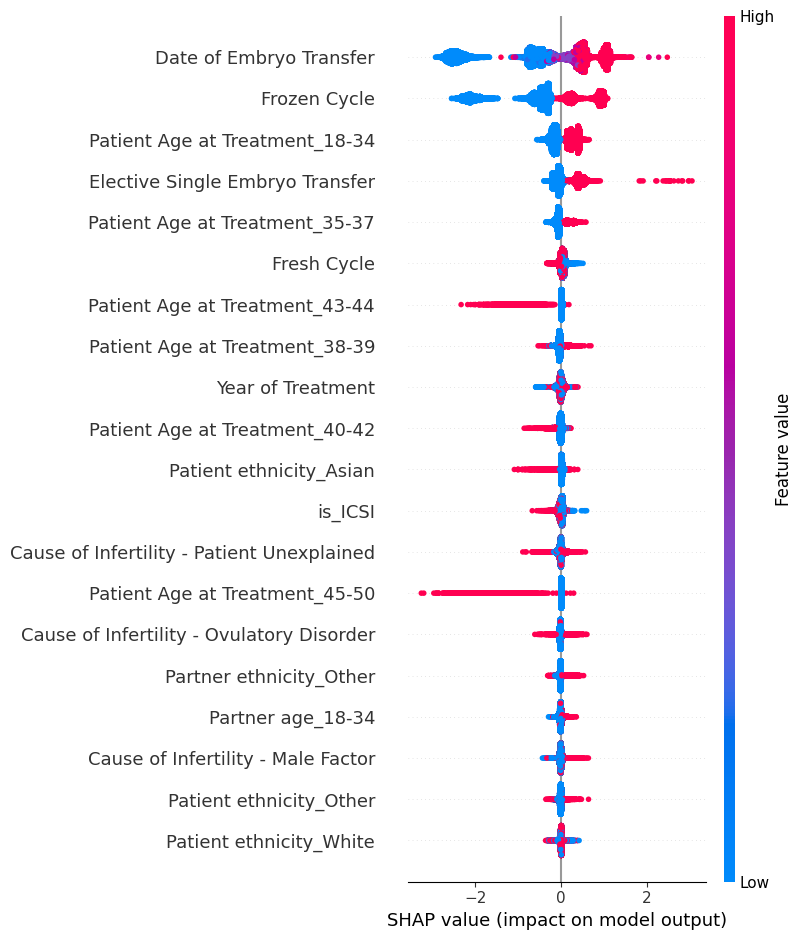 High
Date of Embryo Transfer
Frozen Cycle
Patient Age at Treatment_18-34
Elective Single Embryo Transfer
Patient Age at Treatment_35-37
Fresh Cycle
Patient Age at Treatment_43-44
Patient Age at Treatment_38-39
Year of Treatment
Patient Age at Treatment_40-42
Patient ethnicity_Asian
is_ICSI
Cause of Infertility - Patient Unexplained
Patient Age at Treatment_45-50
Cause of Infertility - Ovulatory Disorder
Partner ethnicity_Other
Partner age_18-34
Cause of Infertility - Male Factor
Patient ethnicity_Other
Patient ethnicity_White
Feature value
Low
−2 0 2
SHAP value (impact on model output)